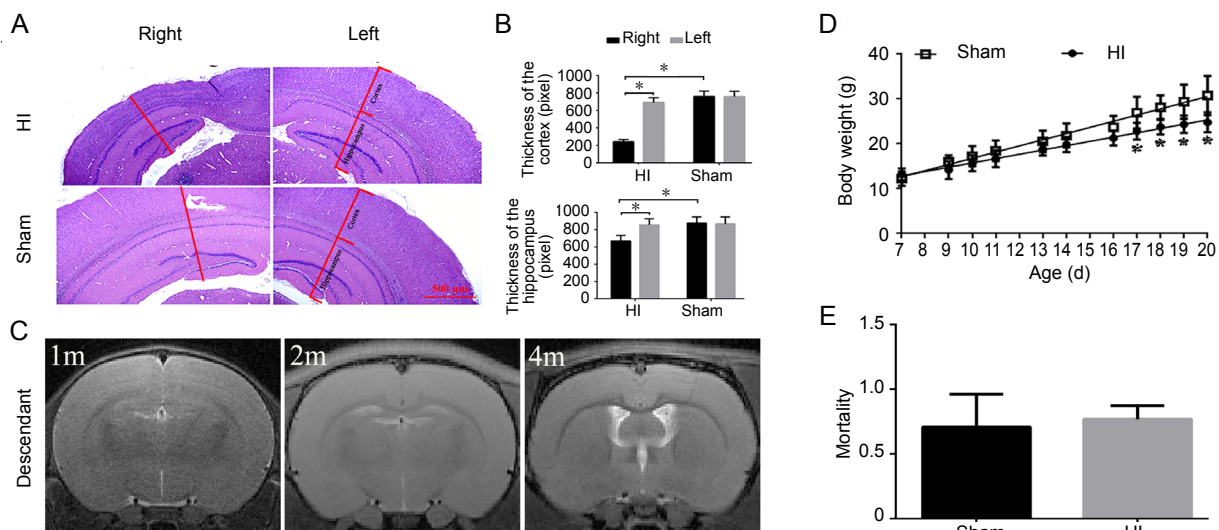 A
Right
Left
HI
Sham
Cortex
Hippocampus
Cortex
Hippocampus
500 μm
B
Right Left
Thickness of the
cortex (pixel)
1000
800
600
400
200
0
*
*
HI Sham
Thickness of the
hippocampus
(pixel)
1000
800
600
400
200
0
*
*
HI Sham
C
Descendant
1m
2m
4m
D
Sham HI
Body weight (g)
40
30
20
10
0
* * * *
7 8 9 10 11 12 13 14 15 16 17 18 19 20
Age (d)
E
Mortality
1.5
1.0
0.5
0
Sham HI